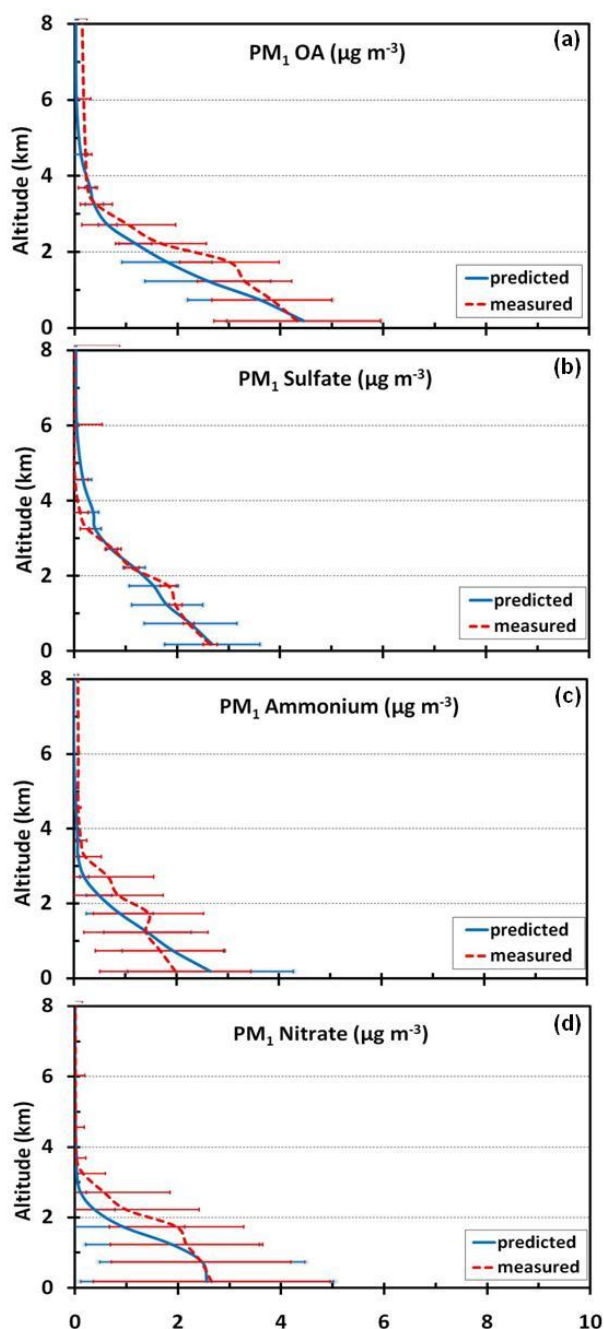 (a)
PM₁ OA (µg m⁻³)
8
6
4
2
0
Altitude (km)
predicted
measured
(b)
PM₁ Sulfate (µg m⁻³)
8
6
4
2
0
Altitude (km)
predicted
measured
(c)
PM₁ Ammonium (µg m⁻³)
8
6
4
2
0
Altitude (km)
predicted
measured
(d)
PM₁ Nitrate (µg m⁻³)
8
6
4
2
0
Altitude (km)
predicted
measured
0 2 4 6 8 10